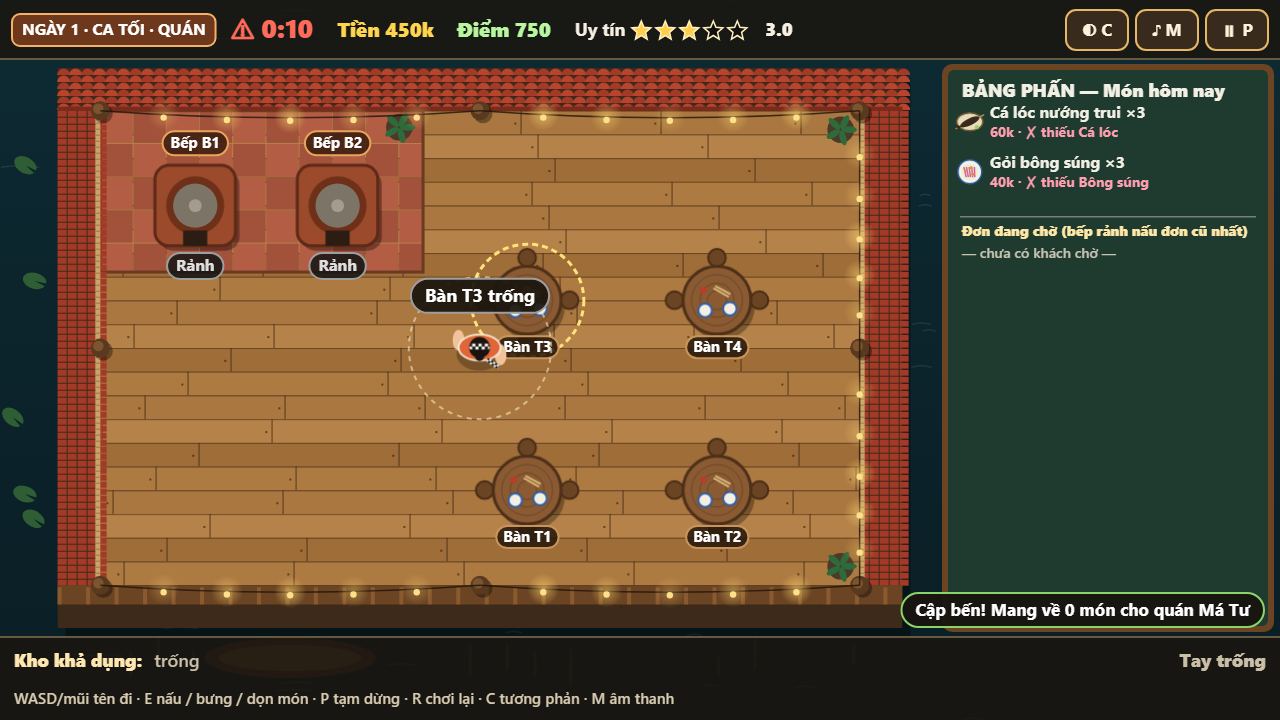 NGÀY 1 · CA TỐI · QUÁN
⚠ 0:10
Tiền 450k
Điểm 750
Uy tín ★★★☆☆ 3.0
◐ C
♪ M
⏸ P
BẢNG PHẤN — Món hôm nay
Cá lóc nướng trui ×3
60k · ✗ thiếu Cá lóc
Gỏi bông súng ×3
40k · ✗ thiếu Bông súng
Đơn đang chờ (bếp rảnh nấu đơn cũ nhất)
— chưa có khách chờ —
Bếp B1
Bếp B2
Rảnh
Rảnh
Bàn T3 trống
Bàn T3
Bàn T4
Bàn T1
Bàn T2
Cập bến! Mang về 0 món cho quán Má Tư
Kho khả dụng: trống
Tay trống
WASD/mũi tên đi · E nấu / bưng / dọn món · P tạm dừng · R chơi lại · C tương phản · M âm thanh